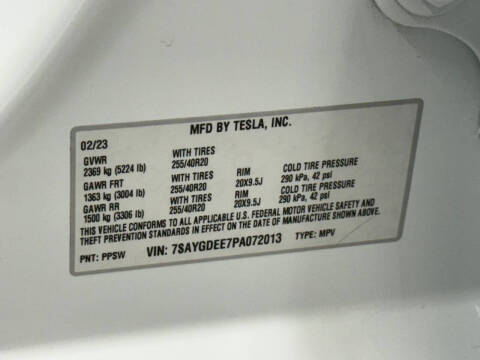 MFD BY TESLA, INC.
02/23
GVWR WITH TIRES
2369 kg (5224 lb) 255/40R20
GAWR FRT WITH TIRES RIM COLD TIRE PRESSURE
1363 kg (3004 lb) 255/40R20 20X9.5J 290 kPa, 42 psi
GAWR RR WITH TIRES RIM COLD TIRE PRESSURE
1500 kg (3306 lb) 255/40R20 20X9.5J 290 kPa, 42 psi
THIS VEHICLE CONFORMS TO ALL APPLICABLE U.S. FEDERAL MOTOR VEHICLE SAFETY AND
THEFT PREVENTION STANDARDS IN EFFECT ON THE DATE OF MANUFACTURE SHOWN ABOVE.
PNT: PPSW VIN: 7SAYGDEE7PA072013 TYPE: MPV